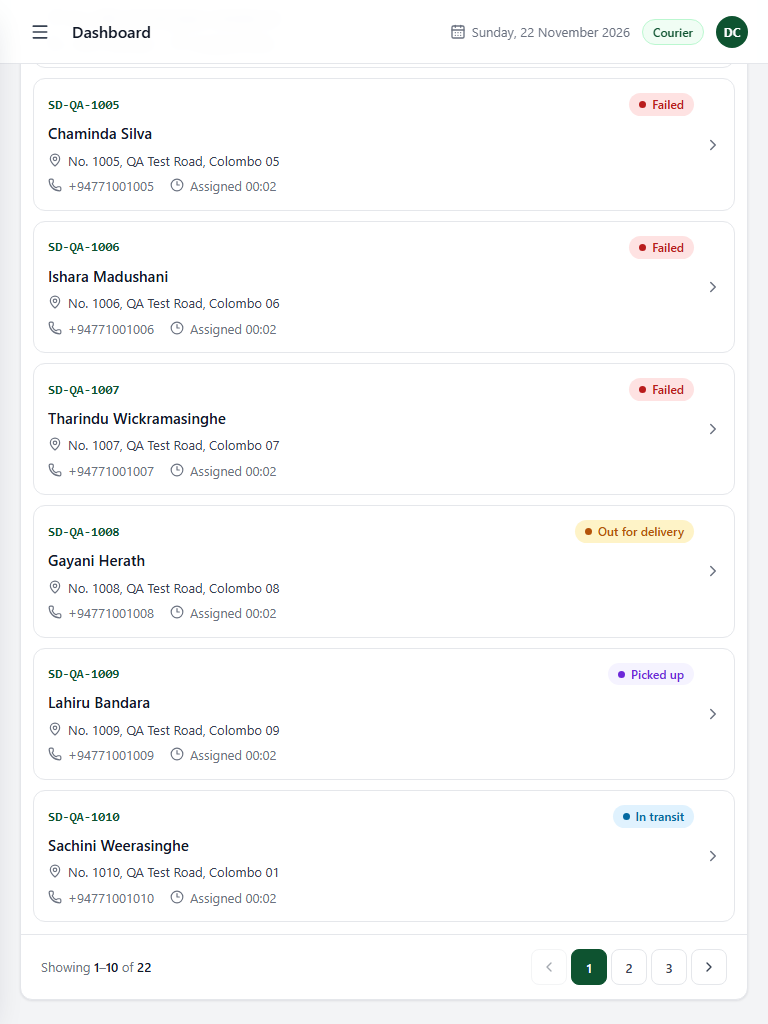 Dashboard
Sunday, 22 November 2026
Courier
DC
SD-QA-1005
Failed
Chaminda Silva
No. 1005, QA Test Road, Colombo 05
+94771001005 Assigned 00:02
SD-QA-1006
Failed
Ishara Madushani
No. 1006, QA Test Road, Colombo 06
+94771001006 Assigned 00:02
SD-QA-1007
Failed
Tharindu Wickramasinghe
No. 1007, QA Test Road, Colombo 07
+94771001007 Assigned 00:02
SD-QA-1008
Out for delivery
Gayani Herath
No. 1008, QA Test Road, Colombo 08
+94771001008 Assigned 00:02
SD-QA-1009
Picked up
Lahiru Bandara
No. 1009, QA Test Road, Colombo 09
+94771001009 Assigned 00:02
SD-QA-1010
In transit
Sachini Weerasinghe
No. 1010, QA Test Road, Colombo 01
+94771001010 Assigned 00:02
Showing 1–10 of 22
1 2 3